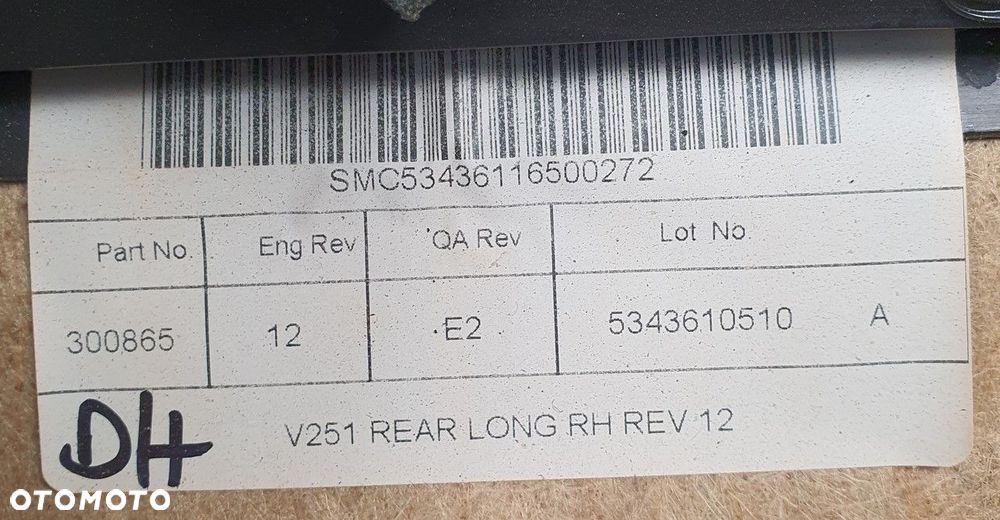 SMC53436116500272
Part No. Eng Rev QA Rev Lot No.
300865 12 E2 5343610510 A
V251 REAR LONG RH REV 12
DH
OTOMOTO